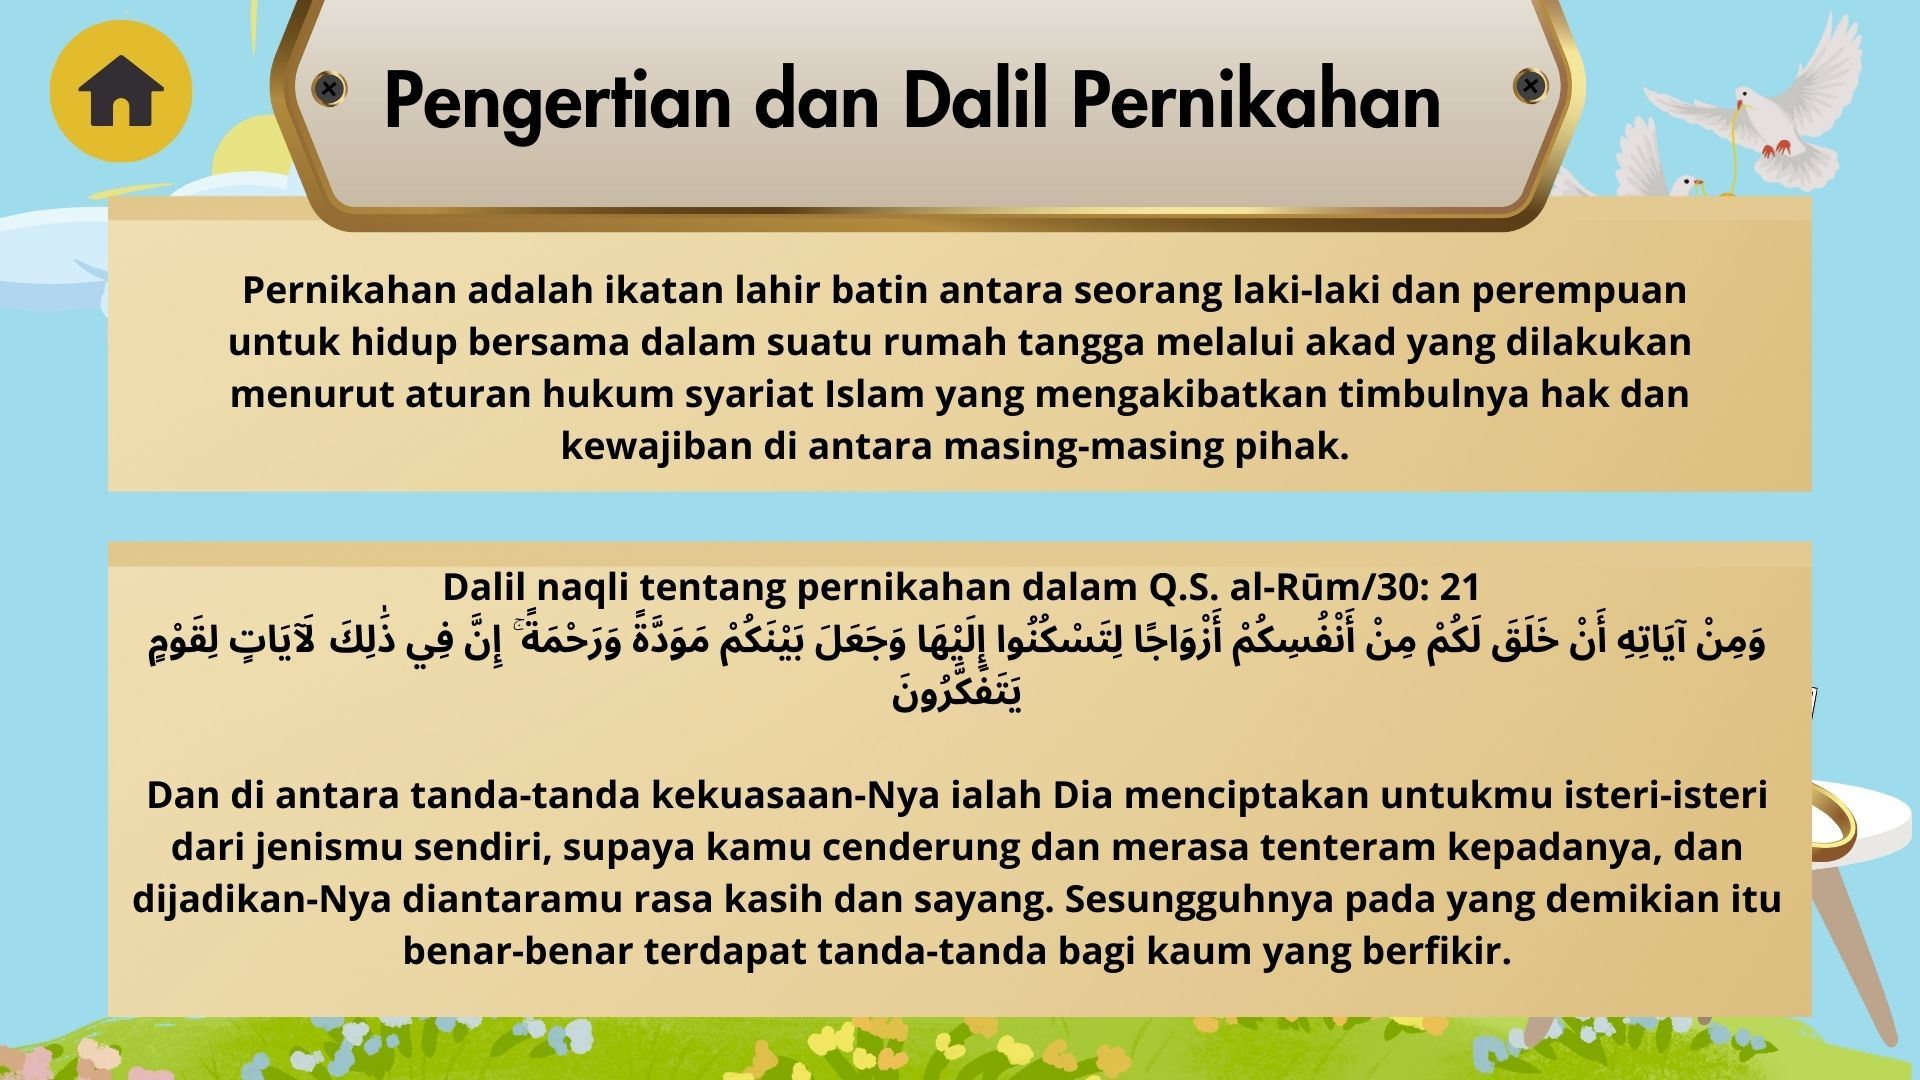 Pengertian dan Dalil Pernikahan
Pernikahan adalah ikatan lahir batin antara seorang laki-laki dan perempuan
untuk hidup bersama dalam suatu rumah tangga melalui akad yang dilakukan
menurut aturan hukum syariat Islam yang mengakibatkan timbulnya hak dan
kewajiban di antara masing-masing pihak.
Dalil naqli tentang pernikahan dalam Q.S. al-Rūm/30: 21
وَمِنْ آيَاتِهِ أَنْ خَلَقَ لَكُمْ مِنْ أَنْفُسِكُمْ أَزْوَاجًا لِتَسْكُنُوا إِلَيْهَا وَجَعَلَ بَيْنَكُمْ مَوَدَّةً وَرَحْمَةً ۚ إِنَّ فِي ذَٰلِكَ لَآيَاتٍ لِقَوْمٍ
يَتَفَكَّرُونَ
Dan di antara tanda-tanda kekuasaan-Nya ialah Dia menciptakan untukmu isteri-isteri
dari jenismu sendiri, supaya kamu cenderung dan merasa tenteram kepadanya, dan
dijadikan-Nya diantaramu rasa kasih dan sayang. Sesungguhnya pada yang demikian itu
benar-benar terdapat tanda-tanda bagi kaum yang berfikir.